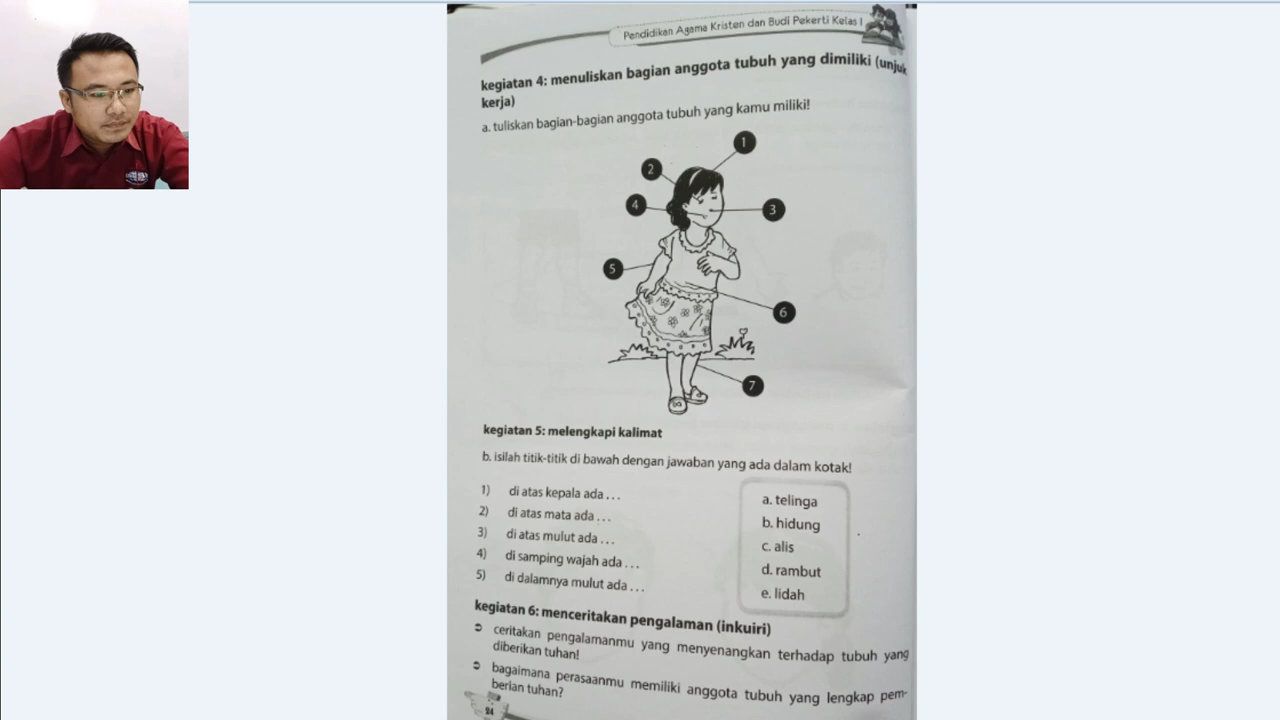 Pendidikan Agama Kristen dan Budi Pekerti Kelas I
kegiatan 4: menuliskan bagian anggota tubuh yang dimiliki (unjuk
kerja)
a. tuliskan bagian-bagian anggota tubuh yang kamu miliki!
1
2
4
3
5
6
7
kegiatan 5: melengkapi kalimat
b. isilah titik-titik di bawah dengan jawaban yang ada dalam kotak!
1) di atas kepala ada . . .
2) di atas mata ada . . .
3) di atas mulut ada . . .
4) di samping wajah ada . . .
5) di dalamnya mulut ada . . .
a. telinga
b. hidung
c. alis
d. rambut
e. lidah
kegiatan 6: menceritakan pengalaman (inkuiri)
ceritakan pengalamanmu yang menyenangkan terhadap tubuh yang
diberikan tuhan!
bagaimana perasaanmu memiliki anggota tubuh yang lengkap pem-
berian tuhan?
24